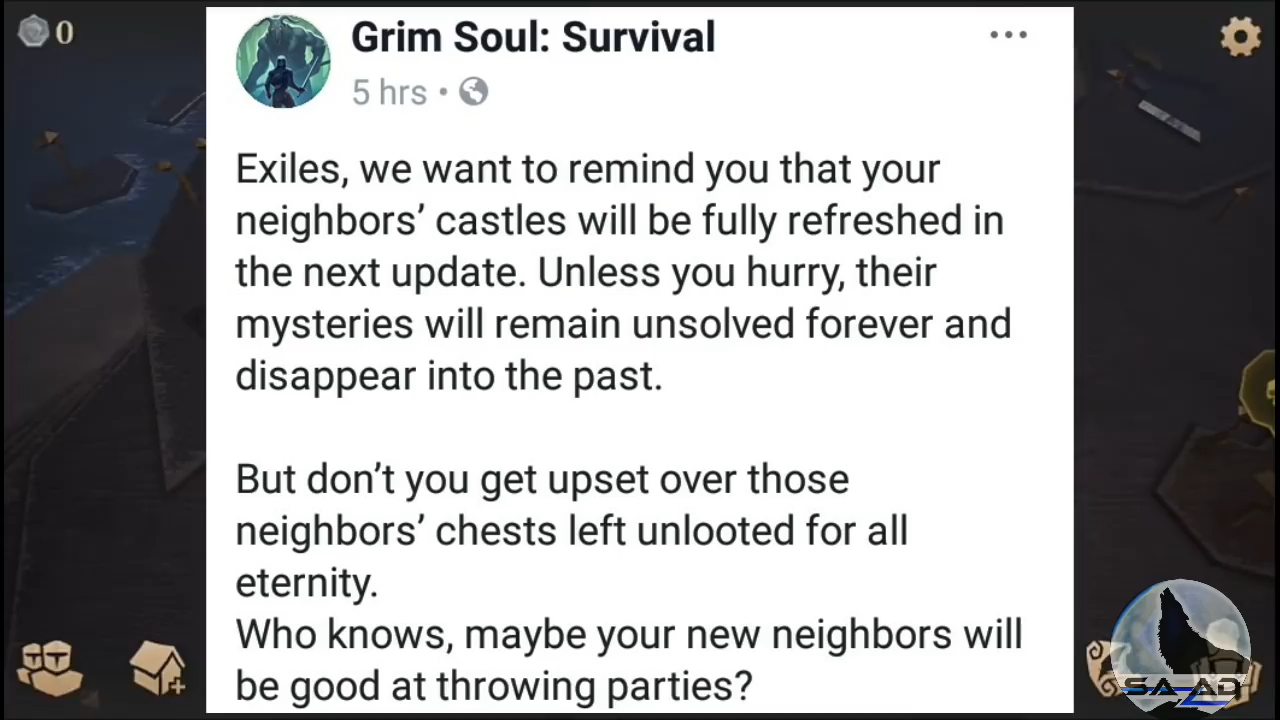 0
Grim Soul: Survival
5 hrs •
Exiles, we want to remind you that your
neighbors’ castles will be fully refreshed in
the next update. Unless you hurry, their
mysteries will remain unsolved forever and
disappear into the past.
But don’t you get upset over those
neighbors’ chests left unlooted for all
eternity.
Who knows, maybe your new neighbors will
be good at throwing parties?
SAAD